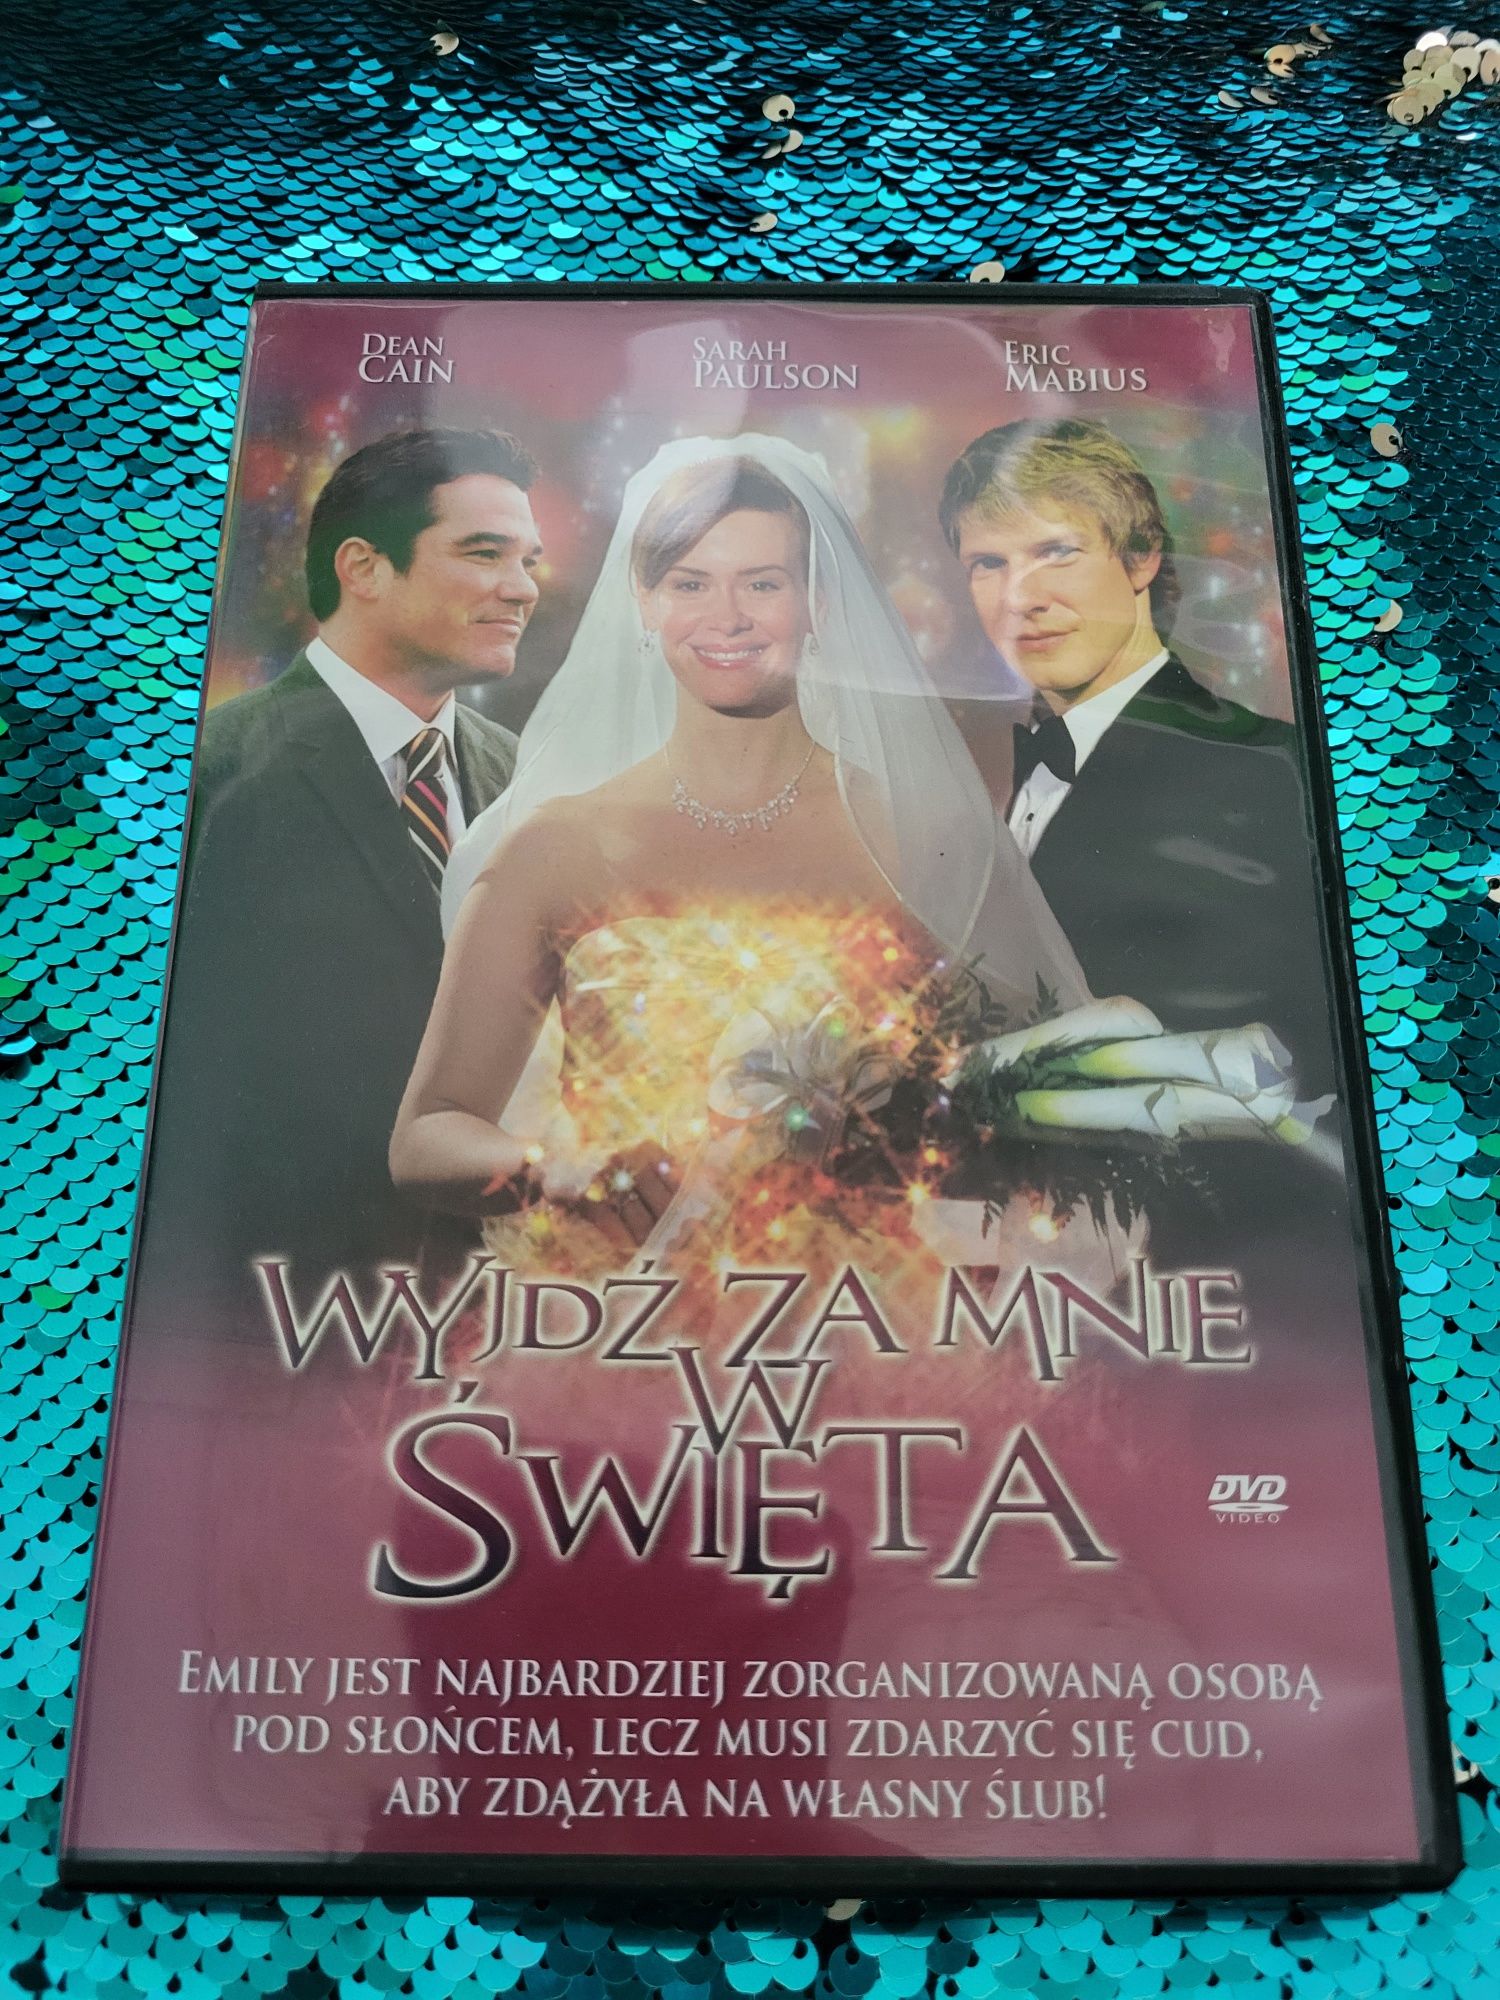 DEAN
CAIN
SARAH
PAULSON
ERIC
MABIUS
WYJDŹ ZA MNIE
W
ŚWIĘTA
DVD
VIDEO
EMILY JEST NAJBARDZIEJ ZORGANIZOWANĄ OSOBĄ
POD SŁOŃCEM, LECZ MUSI ZDARZYĆ SIĘ CUD,
ABY ZDĄŻYŁA NA WŁASNY ŚLUB!